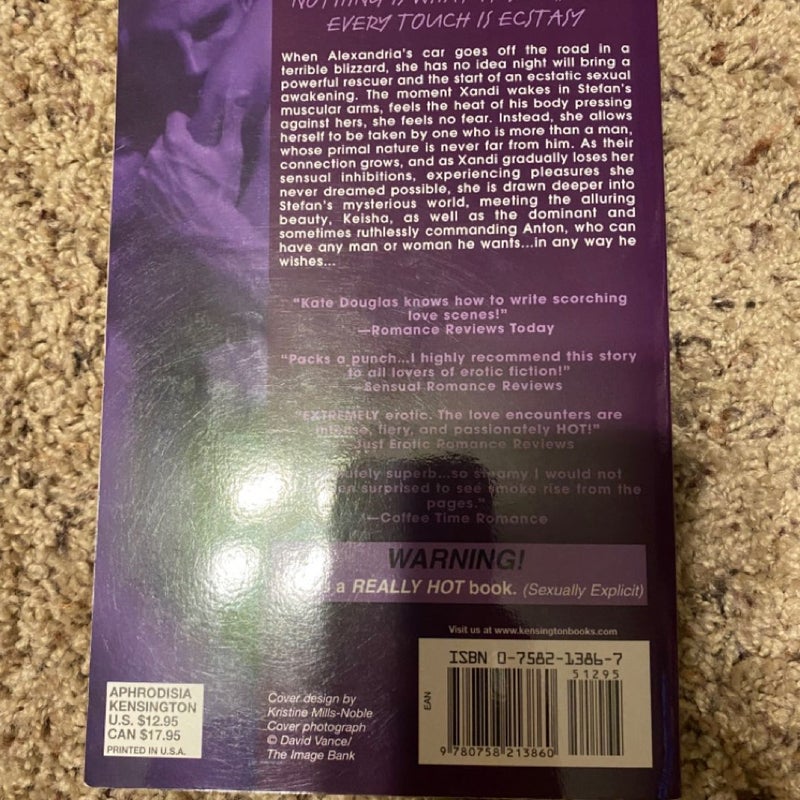 NOTHING IS WHAT IT
EVERY TOUCH IS ECSTASY
When Alexandria's car goes off the road in a
terrible blizzard, she has no idea night will bring a
powerful rescuer and the start of an ecstatic sexual
awakening. The moment Xandi wakes in Stefan's
muscular arms, feels the heat of his body pressing
against hers, she feels no fear. Instead, she allows
herself to be taken by one who is more than a man,
whose primal nature is never far from him. As their
connection grows, and as Xandi gradually loses her
sensual inhibitions, experiencing pleasures she
never dreamed possible, she is drawn deeper into
Stefan's mysterious world, meeting the alluring
beauty, Keisha, as well as the dominant and
sometimes ruthlessly commanding Anton, who can
have any man or woman he wants...in any way he
wishes...
"Kate Douglas knows how to write scorching
love scenes!"
—Romance Reviews Today
"Packs a punch...I highly recommend this story
to all lovers of erotic fiction!"
—Sensual Romance Reviews
"EXTREMELY erotic. The love encounters are
intense, fiery, and passionately HOT!"
Just Erotic Romance Reviews
superb...so steamy I would not
surprised to see smoke rise from the
pages."
—Coffee Time Romance
WARNING!
a REALLY HOT book. (Sexually Explicit)
Visit us at www.kensingtonbooks.com
ISBN 0-7582-1386-7
51295
EAN
9 780758 213860
APHRODISIA
KENSINGTON
U.S. $12.95
CAN $17.95
PRINTED IN U.S.A.
Cover design by
Kristine Mills-Noble
Cover photograph
© David Vance/
The Image Bank